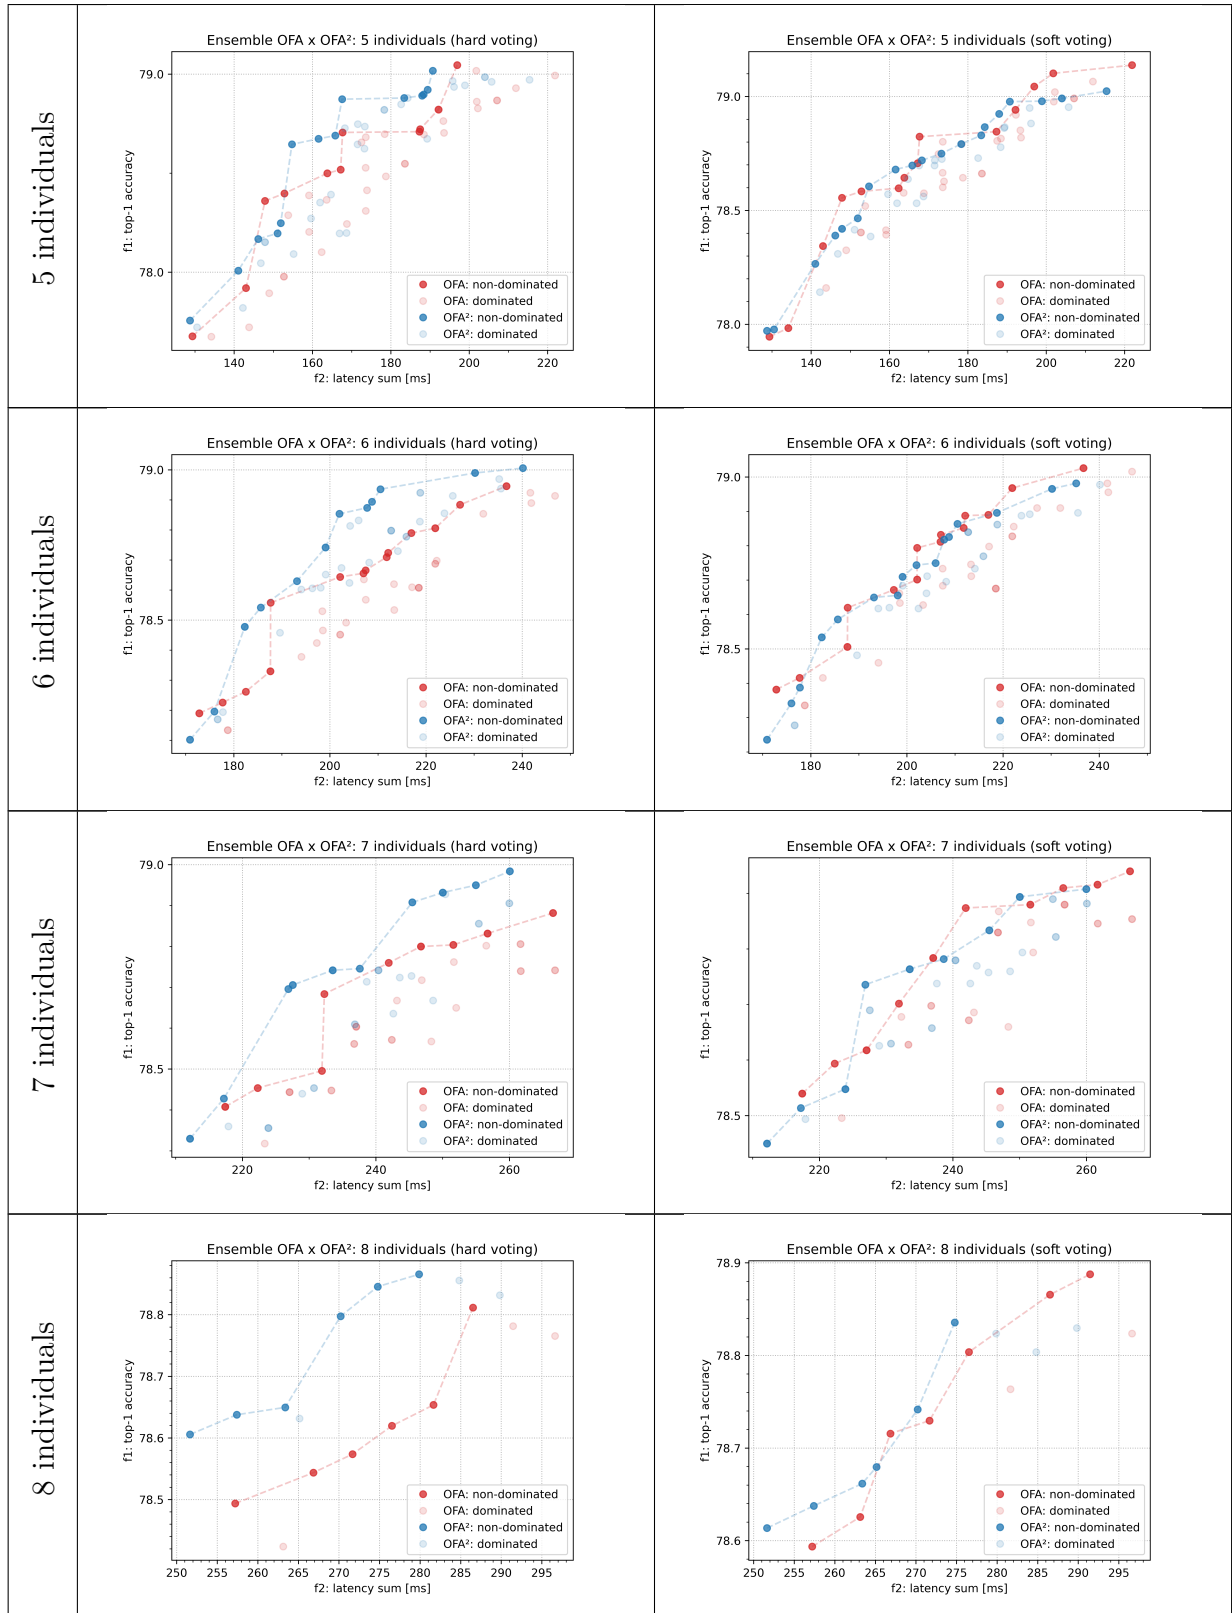 5 individuals
Ensemble OFA x OFA²: 5 individuals (hard voting)
79.0
78.0
f1: top-1 accuracy
140 160 180 200 220
f2: latency sum [ms]
OFA: non-dominated
OFA: dominated
OFA²: non-dominated
OFA²: dominated
Ensemble OFA x OFA²: 5 individuals (soft voting)
79.0
78.5
78.0
f1: top-1 accuracy
140 160 180 200 220
f2: latency sum [ms]
OFA: non-dominated
OFA: dominated
OFA²: non-dominated
OFA²: dominated
6 individuals
Ensemble OFA x OFA²: 6 individuals (hard voting)
79.0
78.5
f1: top-1 accuracy
180 200 220 240
f2: latency sum [ms]
OFA: non-dominated
OFA: dominated
OFA²: non-dominated
OFA²: dominated
Ensemble OFA x OFA²: 6 individuals (soft voting)
79.0
78.5
f1: top-1 accuracy
180 200 220 240
f2: latency sum [ms]
OFA: non-dominated
OFA: dominated
OFA²: non-dominated
OFA²: dominated
7 individuals
Ensemble OFA x OFA²: 7 individuals (hard voting)
79.0
78.5
f1: top-1 accuracy
220 240 260
f2: latency sum [ms]
OFA: non-dominated
OFA: dominated
OFA²: non-dominated
OFA²: dominated
Ensemble OFA x OFA²: 7 individuals (soft voting)
78.5
f1: top-1 accuracy
220 240 260
f2: latency sum [ms]
OFA: non-dominated
OFA: dominated
OFA²: non-dominated
OFA²: dominated
8 individuals
Ensemble OFA x OFA²: 8 individuals (hard voting)
78.8
78.7
78.6
78.5
f1: top-1 accuracy
250 255 260 265 270 275 280 285 290 295
f2: latency sum [ms]
OFA: non-dominated
OFA: dominated
OFA²: non-dominated
OFA²: dominated
Ensemble OFA x OFA²: 8 individuals (soft voting)
78.9
78.8
78.7
78.6
f1: top-1 accuracy
250 255 260 265 270 275 280 285 290 295
f2: latency sum [ms]
OFA: non-dominated
OFA: dominated
OFA²: non-dominated
OFA²: dominated